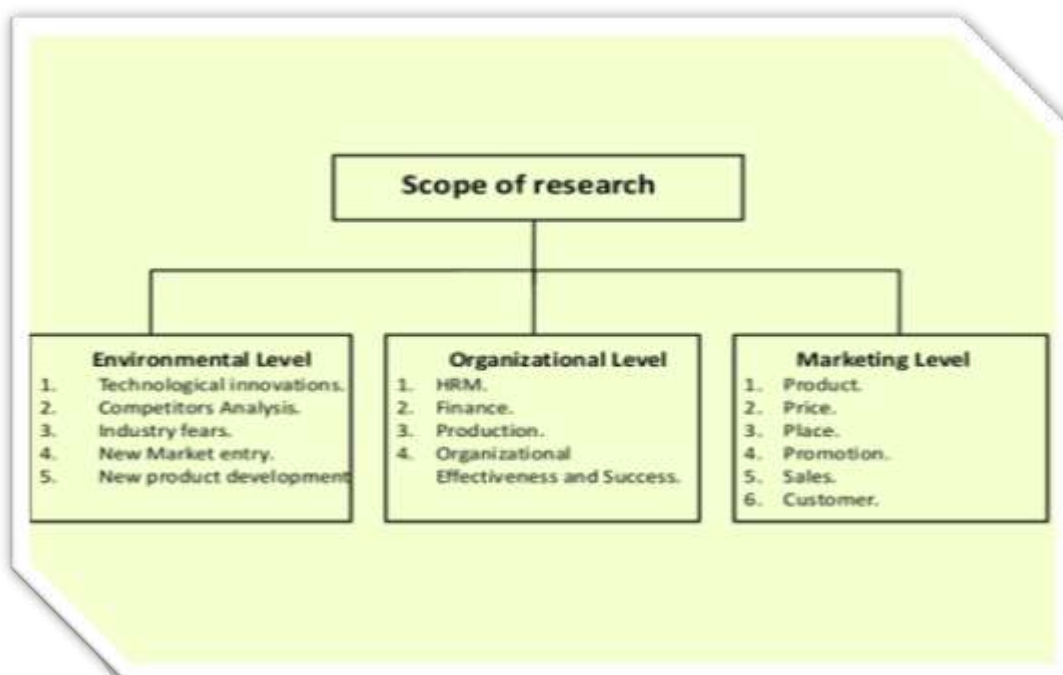 Scope of research
Environmental Level
1. Technological innovations.
2. Competitors Analysis.
3. Industry fears.
4. New Market entry.
5. New product development
Organizational Level
1. HRM.
2. Finance.
3. Production.
4. Organizational
Effectiveness and Success.
Marketing Level
1. Product.
2. Price.
3. Place.
4. Promotion.
5. Sales.
6. Customer.